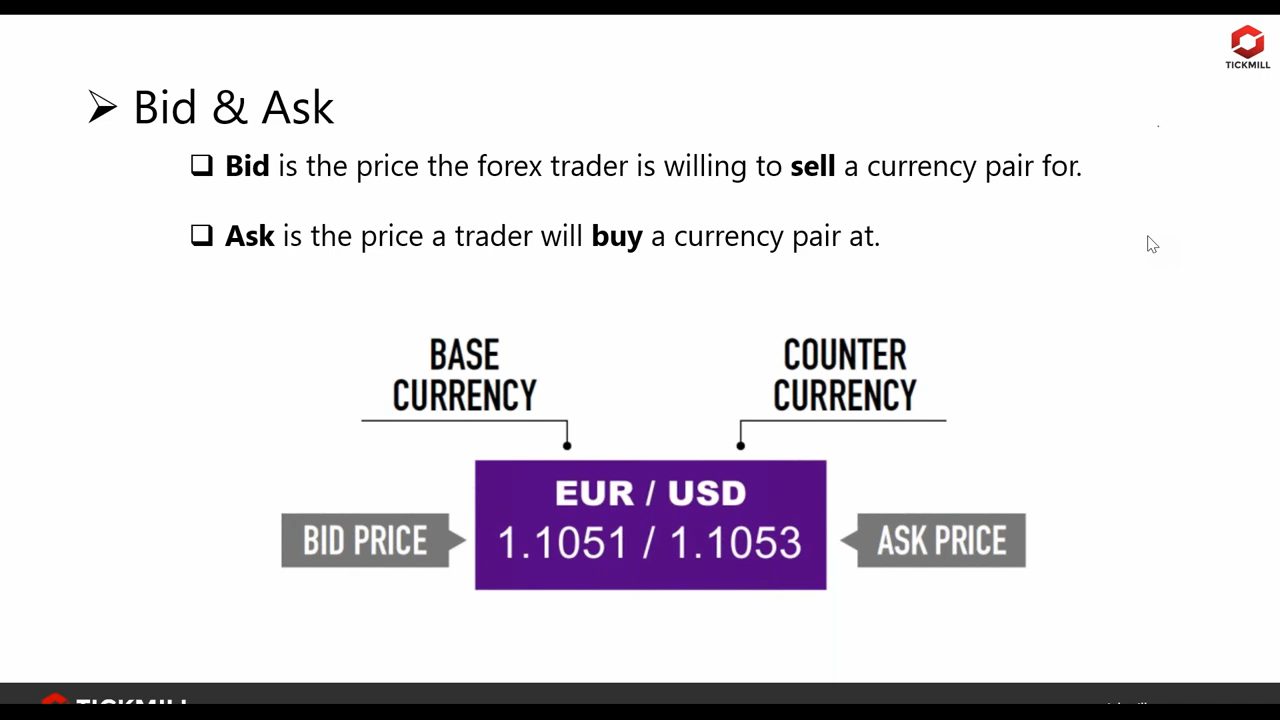 TICKMILL
Bid & Ask
Bid is the price the forex trader is willing to sell a currency pair for.
Ask is the price a trader will buy a currency pair at.
BASE CURRENCY
COUNTER CURRENCY
EUR / USD
BID PRICE
1.1051 / 1.1053
ASK PRICE
TICKMILL